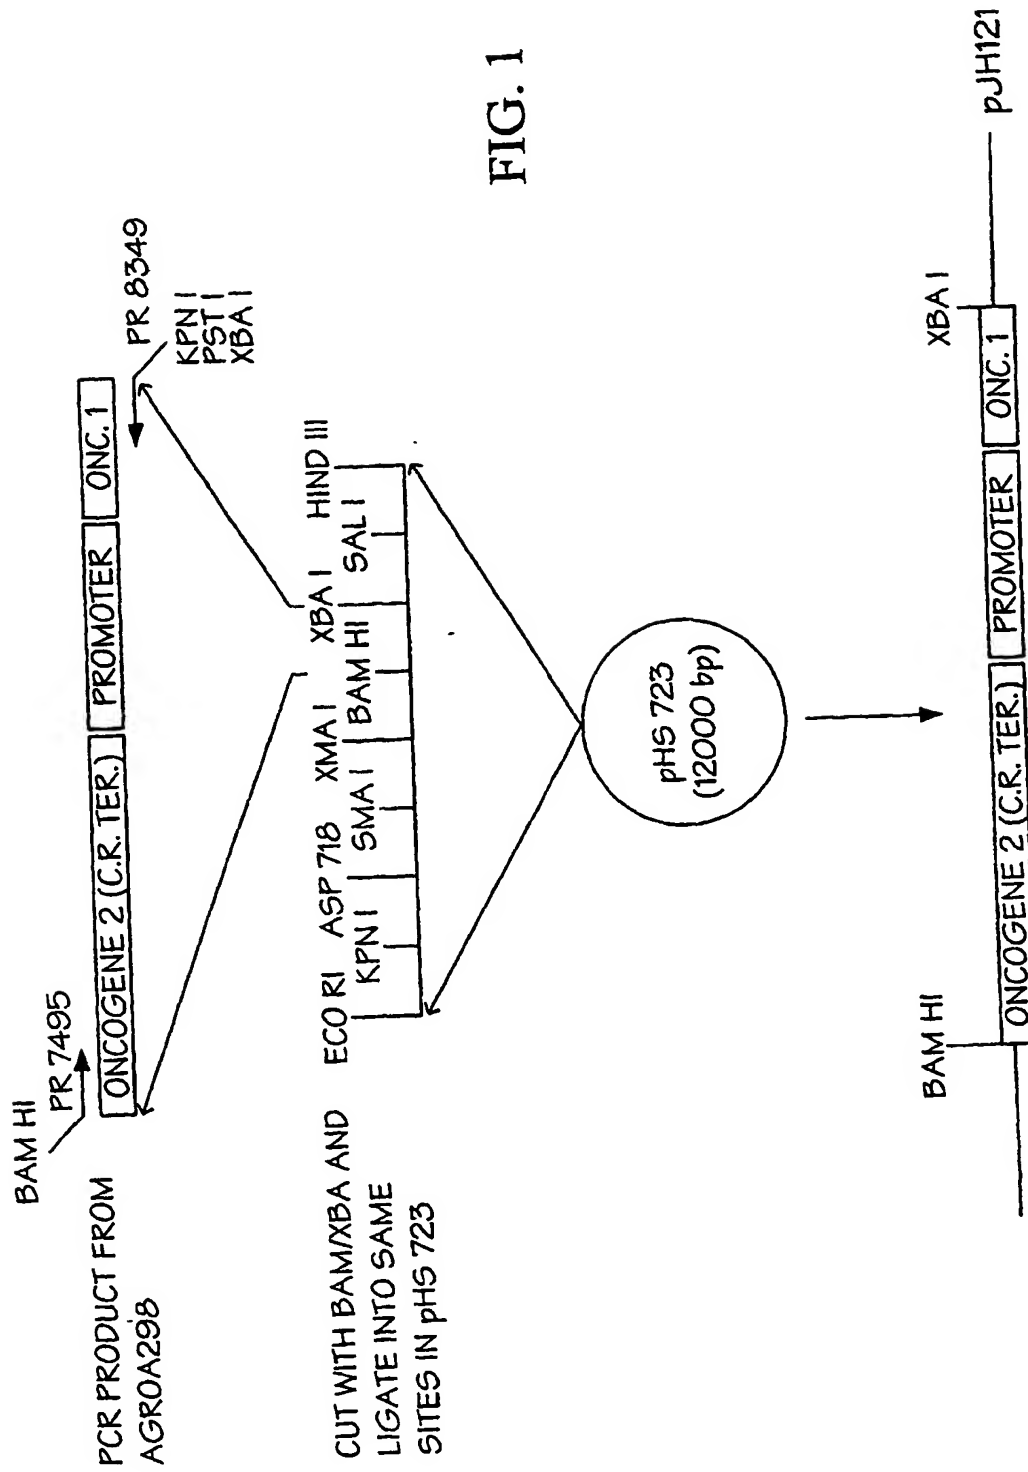 BAM HI
PR 7495
PCR PRODUCT FROM
AGROA298
ONCOGENE 2 (C.R. TER.) PROMOTER ONC. 1
PR 8349
KPN I
PST I
XBA I
CUT WITH BAM/XBA AND
LIGATE INTO SAME
SITES IN pHS 723
ECO RI ASP 718 XMA I XBA I HIND III
KPN I SMA I BAM HI SAL I
FIG. 1
pHS 723
(12000 bp)
BAM HI XBA I
ONCOGENE 2 (C.R. TER.) PROMOTER ONC. 1
pJH121